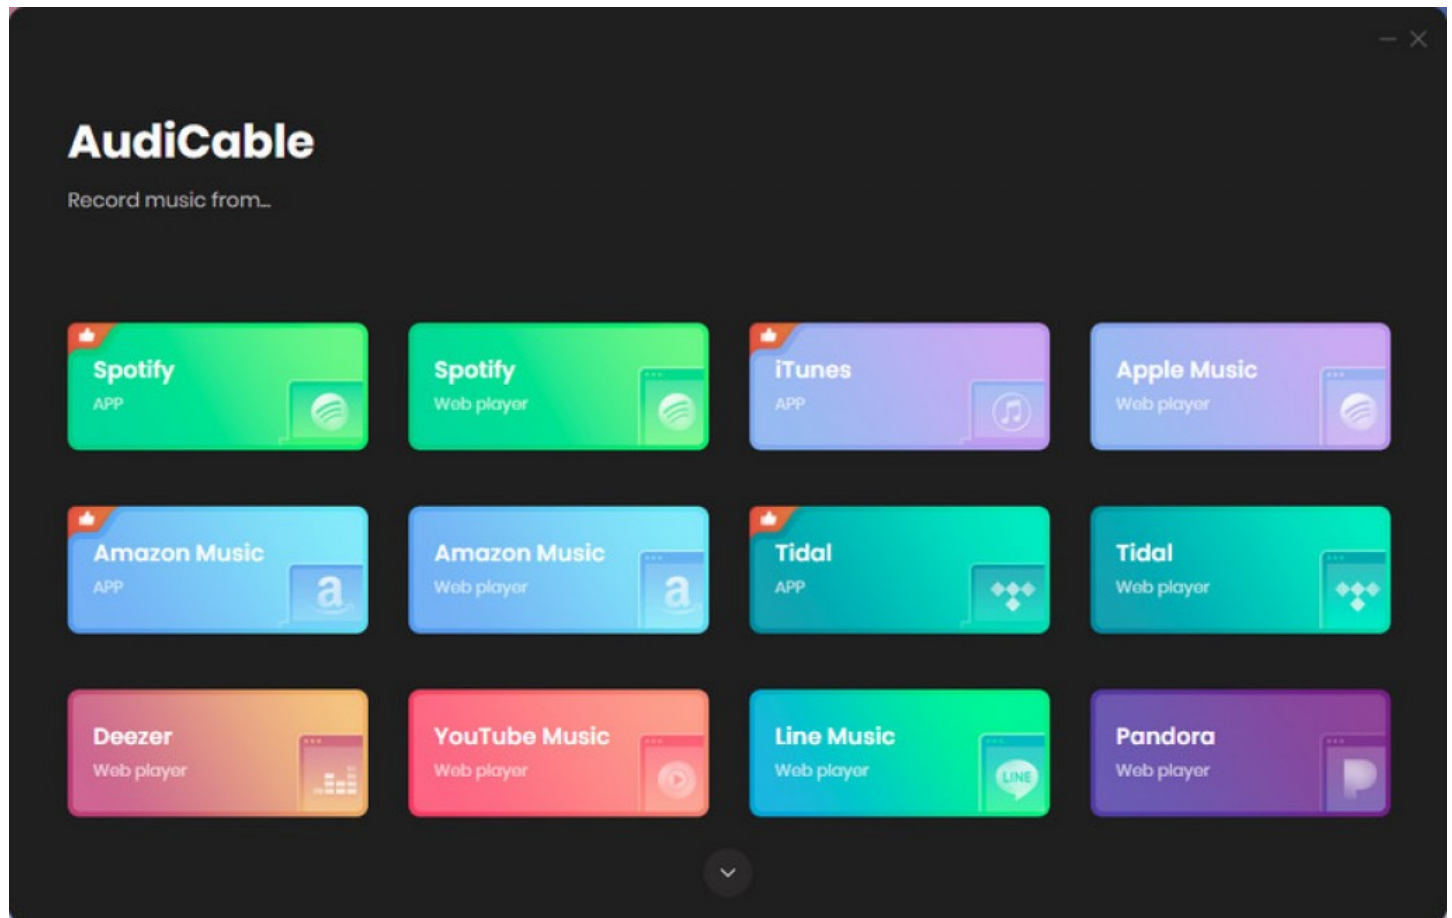 AudiCable
Record music from...
Spotify
APP
Spotify
Web player
iTunes
APP
Apple Music
Web player
Amazon Music
APP
a
Amazon Music
Web player
a
Tidal
APP
Tidal
Web player
Deezer
Web player
YouTube Music
Web player
Line Music
Web player
LINE
Pandora
Web player